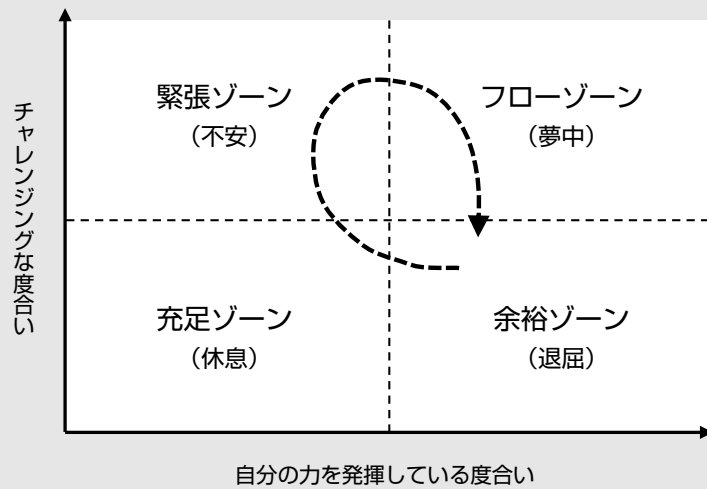 チャレンジングな度合い
緊張ゾーン
（不安）
フローゾーン
（夢中）
充足ゾーン
（休息）
余裕ゾーン
（退屈）
自分の力を発揮している度合い